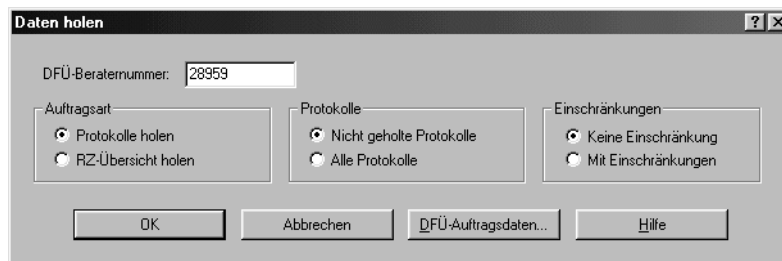 Daten holen
DFÜ-Beraternummer: 28959
Auftragsart Protokolle Einschränkungen
Protokolle holen Nicht geholte Protokolle Keine Einschränkung
RZ-Übersicht holen Alle Protokolle Mit Einschränkungen
OK Abbrechen DFÜ-Auftragsdaten... Hilfe